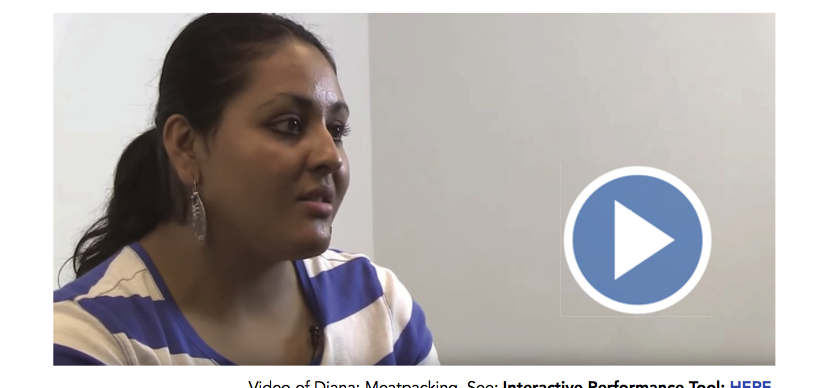 Video of Diana: Meatpacking. See: Interactive Performance Tool: HERE